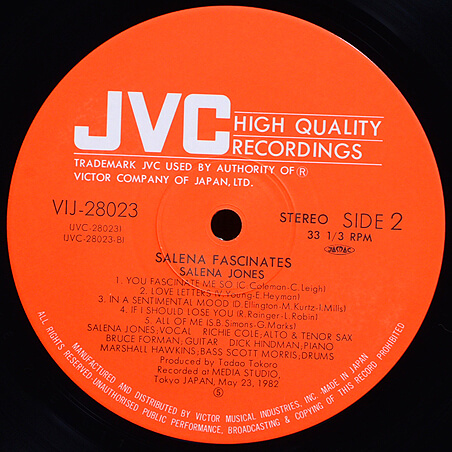 JVC
HIGH QUALITY
RECORDINGS
TRADEMARK JVC USED BY AUTHORITY OF Ⓡ
VICTOR COMPANY OF JAPAN, LTD.
VIJ-28023
(JVC-28023)
(JVC-28023-B)
STEREO SIDE 2
33 1/3 RPM
SALENA FASCINATES
SALENA JONES
1. YOU FASCINATE ME SO (C.Coleman-C.Leigh)
2. LOVE LETTERS (V.Young-E.Heyman)
3. IN A SENTIMENTAL MOOD (D.Ellington-M.Kurtz-I.Mills)
4. IF I SHOULD LOSE YOU (R.Rainger-L.Robin)
5. ALL OF ME (S.B Simons-G.Marks)
SALENA JONES; VOCAL RICHIE COLE; ALTO & TENOR SAX
BRUCE FORMAN; GUITAR DICK HINDMAN; PIANO
MARSHALL HAWKINS; BASS SCOTT MORRIS; DRUMS
Produced by Tadao Takoro
Recorded at MEDIA STUDIO,
Tokyo JAPAN, May 23, 1982
Ⓢ
ALL RIGHTS RESERVED UNAUTHORISED PUBLIC PERFORMANCE, BROADCASTING & COPYING OF THIS RECORD PROHIBITED
MANUFACTURED AND DISTRIBUTED BY VICTOR MUSICAL INDUSTRIES, INC. MADE IN JAPAN